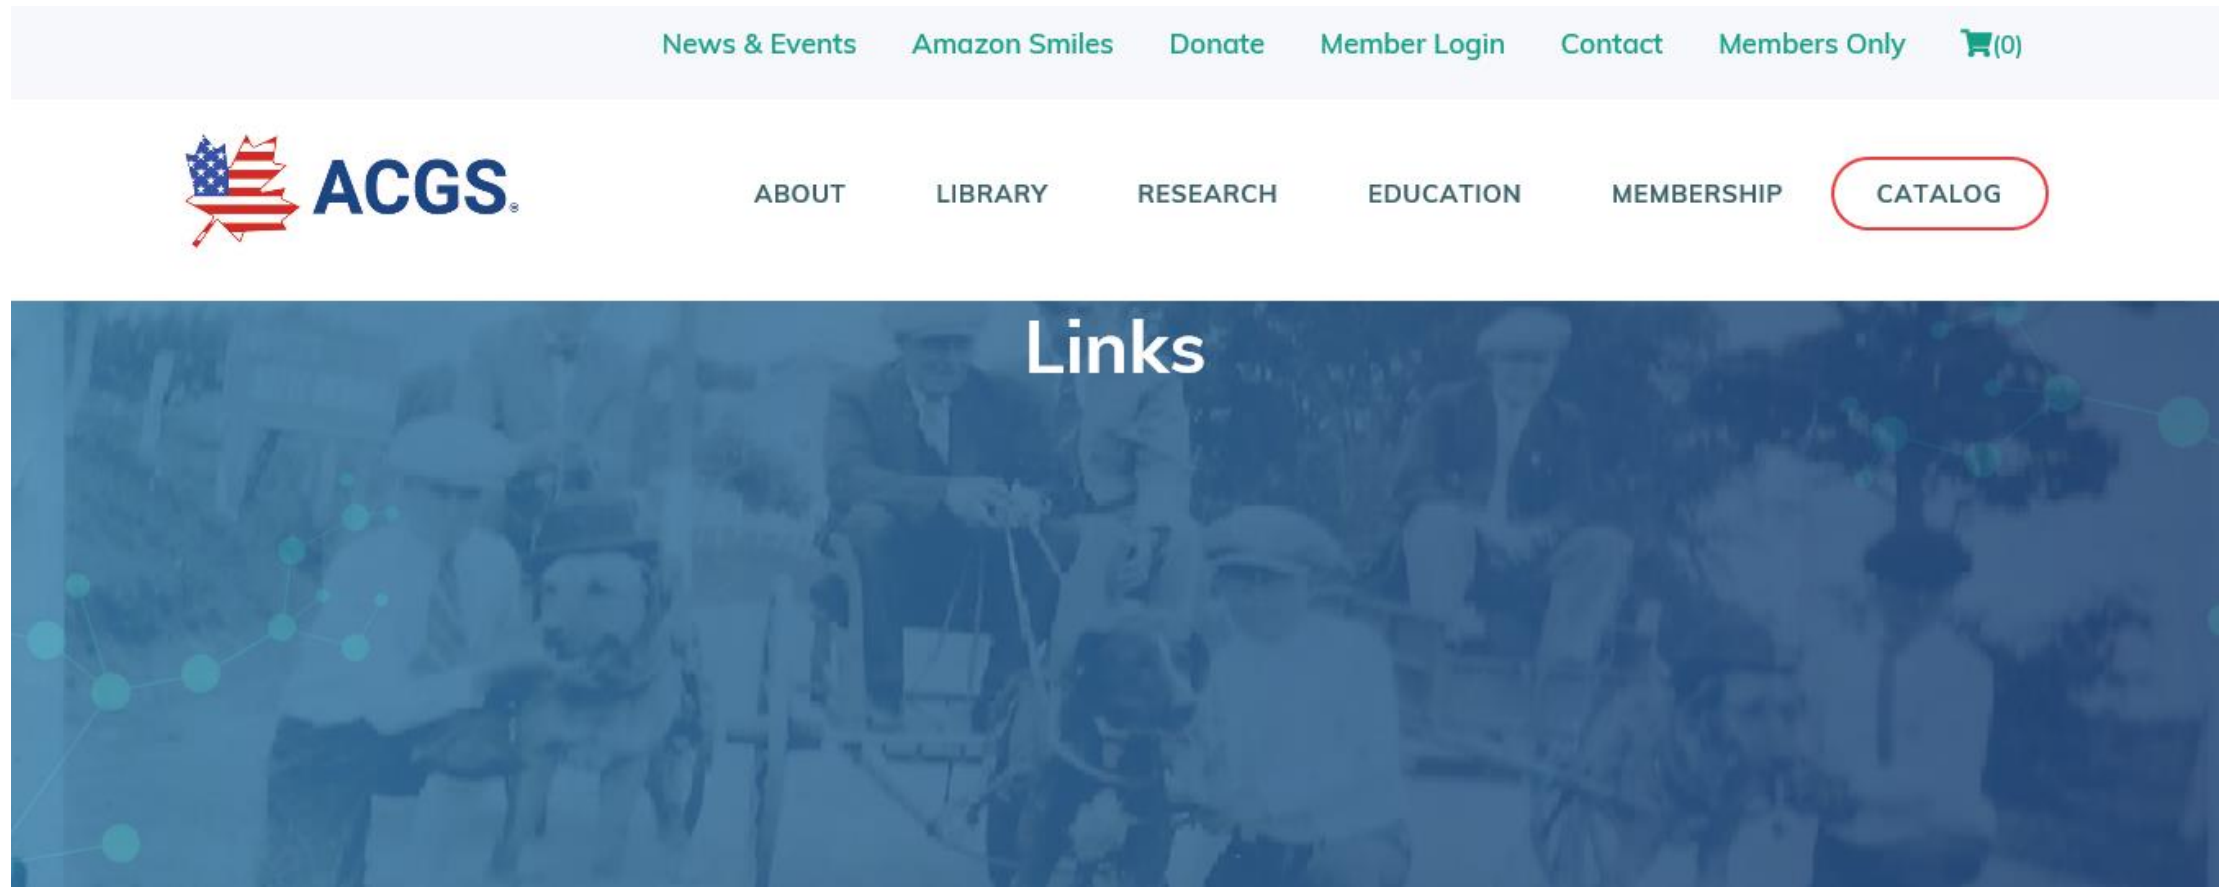 News & Events Amazon Smiles Donate Member Login Contact Members Only (0)
ACGS®
ABOUT LIBRARY RESEARCH EDUCATION MEMBERSHIP CATALOG
Links